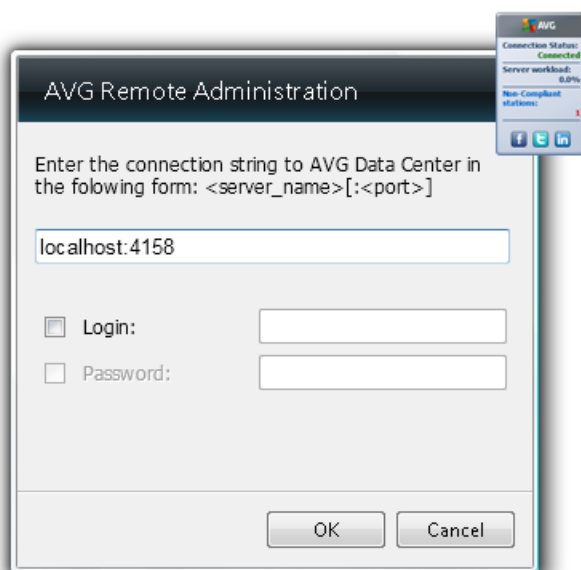 AVG
Connection Status:
Connected
Server workload:
0.0%
Non-Compliant
stations:
1
AVG Remote Administration
Enter the connection string to AVG Data Center in
the folowing form: <server_name>[:<port>]
localhost:4158
Login:
Password:
OK
Cancel